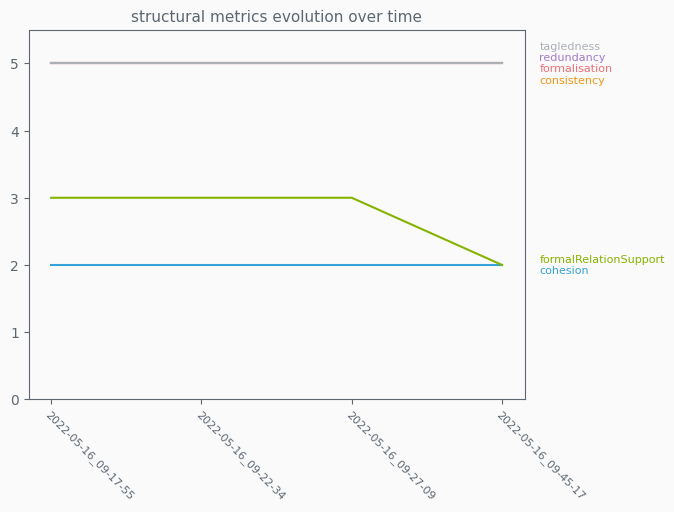 structural metrics evolution over time
5
4
3
2
1
0
tagledness
redundancy
formalisation
consistency
formalRelationSupport
cohesion
2022-05-16_09-17-55
2022-05-16_09-22-34
2022-05-16_09-27-09
2022-05-16_09-45-17